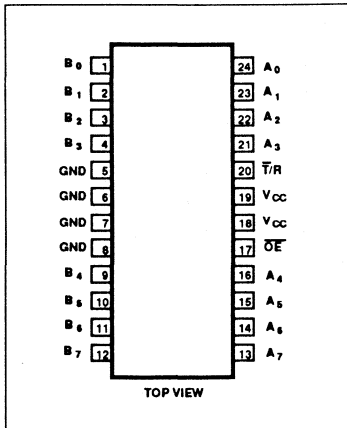 B0 1 24 A0
B1 2 23 A1
B2 3 22 A2
B3 4 21 A3
GND 5 20 T̅/R
GND 6 19 VCC
GND 7 18 VCC
GND 8 17 O̅E̅
B4 9 16 A4
B5 10 15 A5
B6 11 14 A6
B7 12 13 A7
TOP VIEW